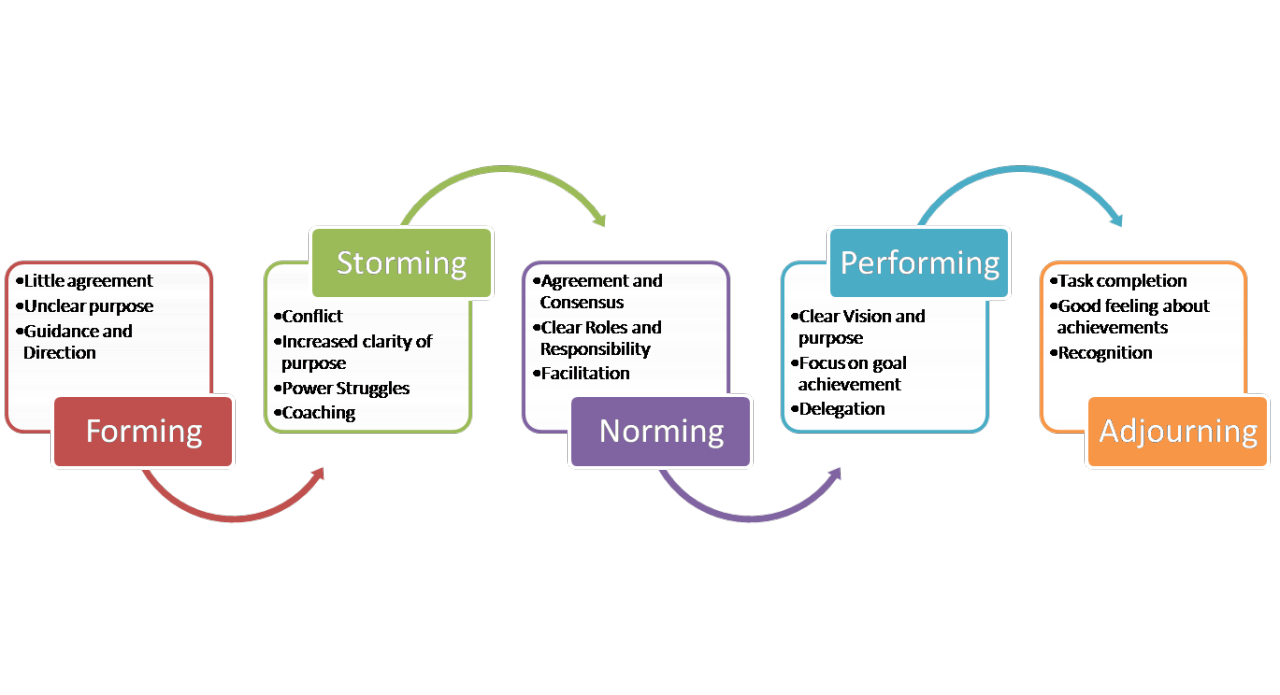 •Little agreement
•Unclear purpose
•Guidance and
Direction
Forming
Storming
•Conflict
•Increased clarity of
purpose
•Power Struggles
•Coaching
•Agreement and
Consensus
•Clear Roles and
Responsibility
•Facilitation
Norming
Performing
•Clear Vision and
purpose
•Focus on goal
achievement
•Delegation
•Task completion
•Good feeling about
achievements
•Recognition
Adjourning